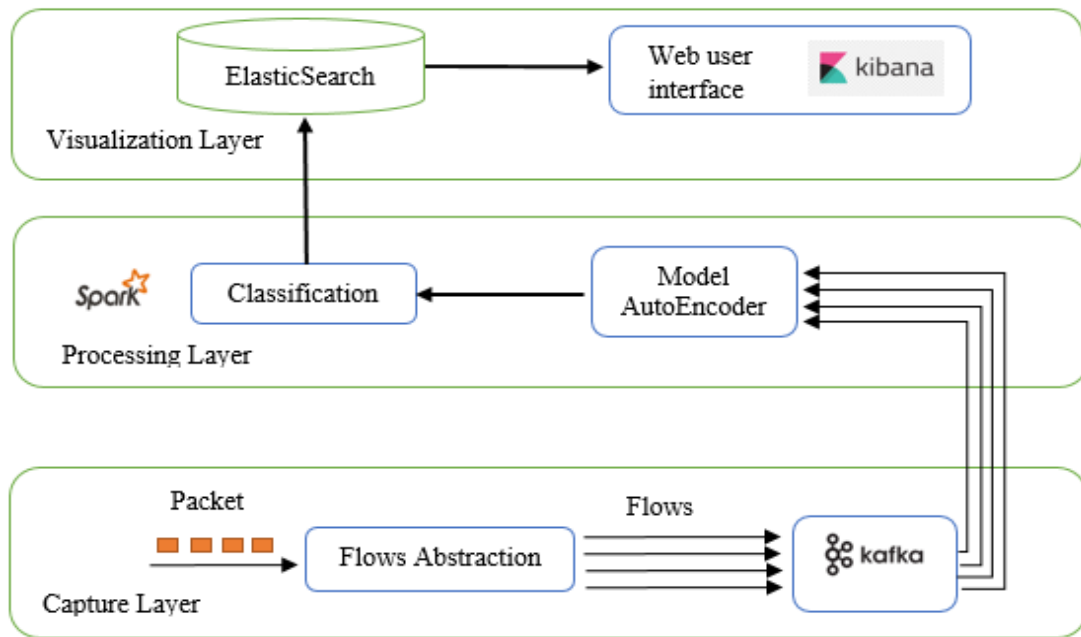 ElasticSearch
Web user
interface
kibana
Visualization Layer
Spark
Classification
Model
AutoEncoder
Processing Layer
Packet
Flows
Flows Abstraction
kafka
Capture Layer